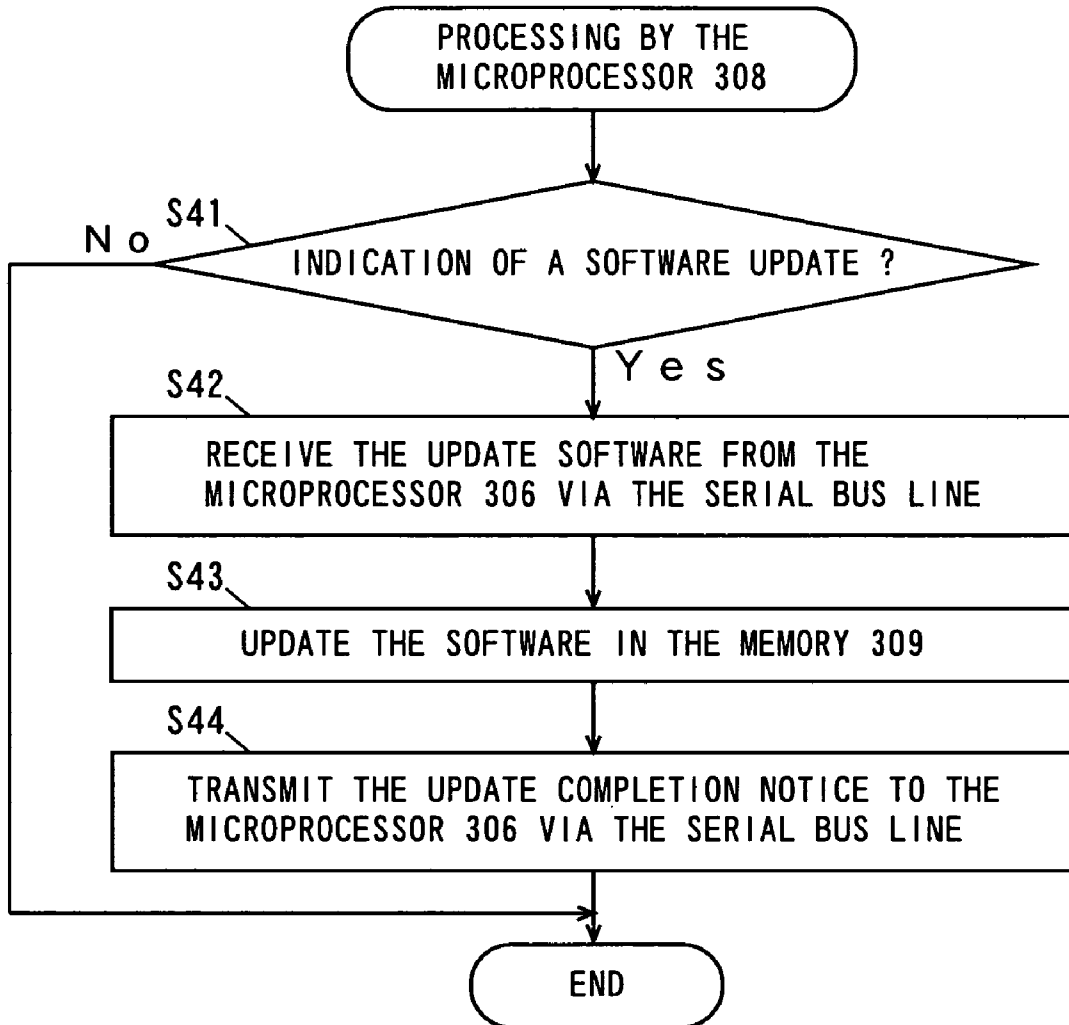 PROCESSING BY THE
MICROPROCESSOR 308
S41
No
INDICATION OF A SOFTWARE UPDATE ?
Yes
S42
RECEIVE THE UPDATE SOFTWARE FROM THE
MICROPROCESSOR 306 VIA THE SERIAL BUS LINE
S43
UPDATE THE SOFTWARE IN THE MEMORY 309
S44
TRANSMIT THE UPDATE COMPLETION NOTICE TO THE
MICROPROCESSOR 306 VIA THE SERIAL BUS LINE
END